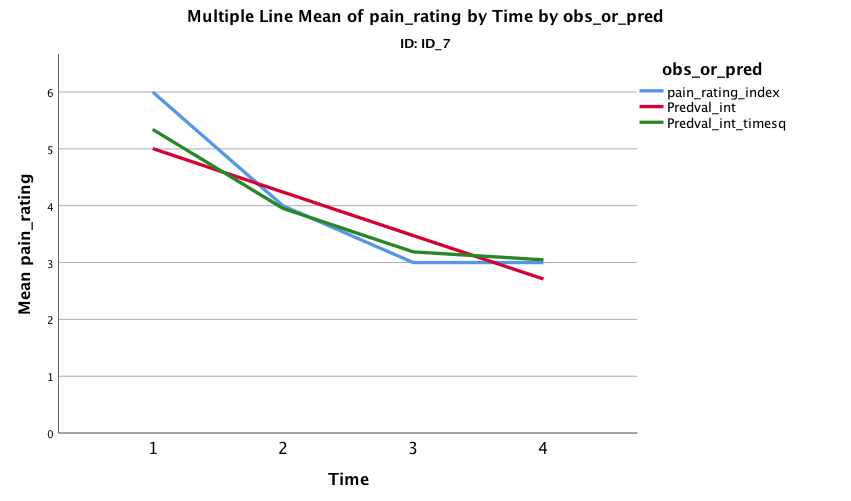 Multiple Line Mean of pain_rating by Time by obs_or_pred
ID: ID_7
obs_or_pred
pain_rating_index
Predval_int
Predval_int_timesq
Mean pain_rating
6
5
4
3
2
1
0
1 2 3 4
Time